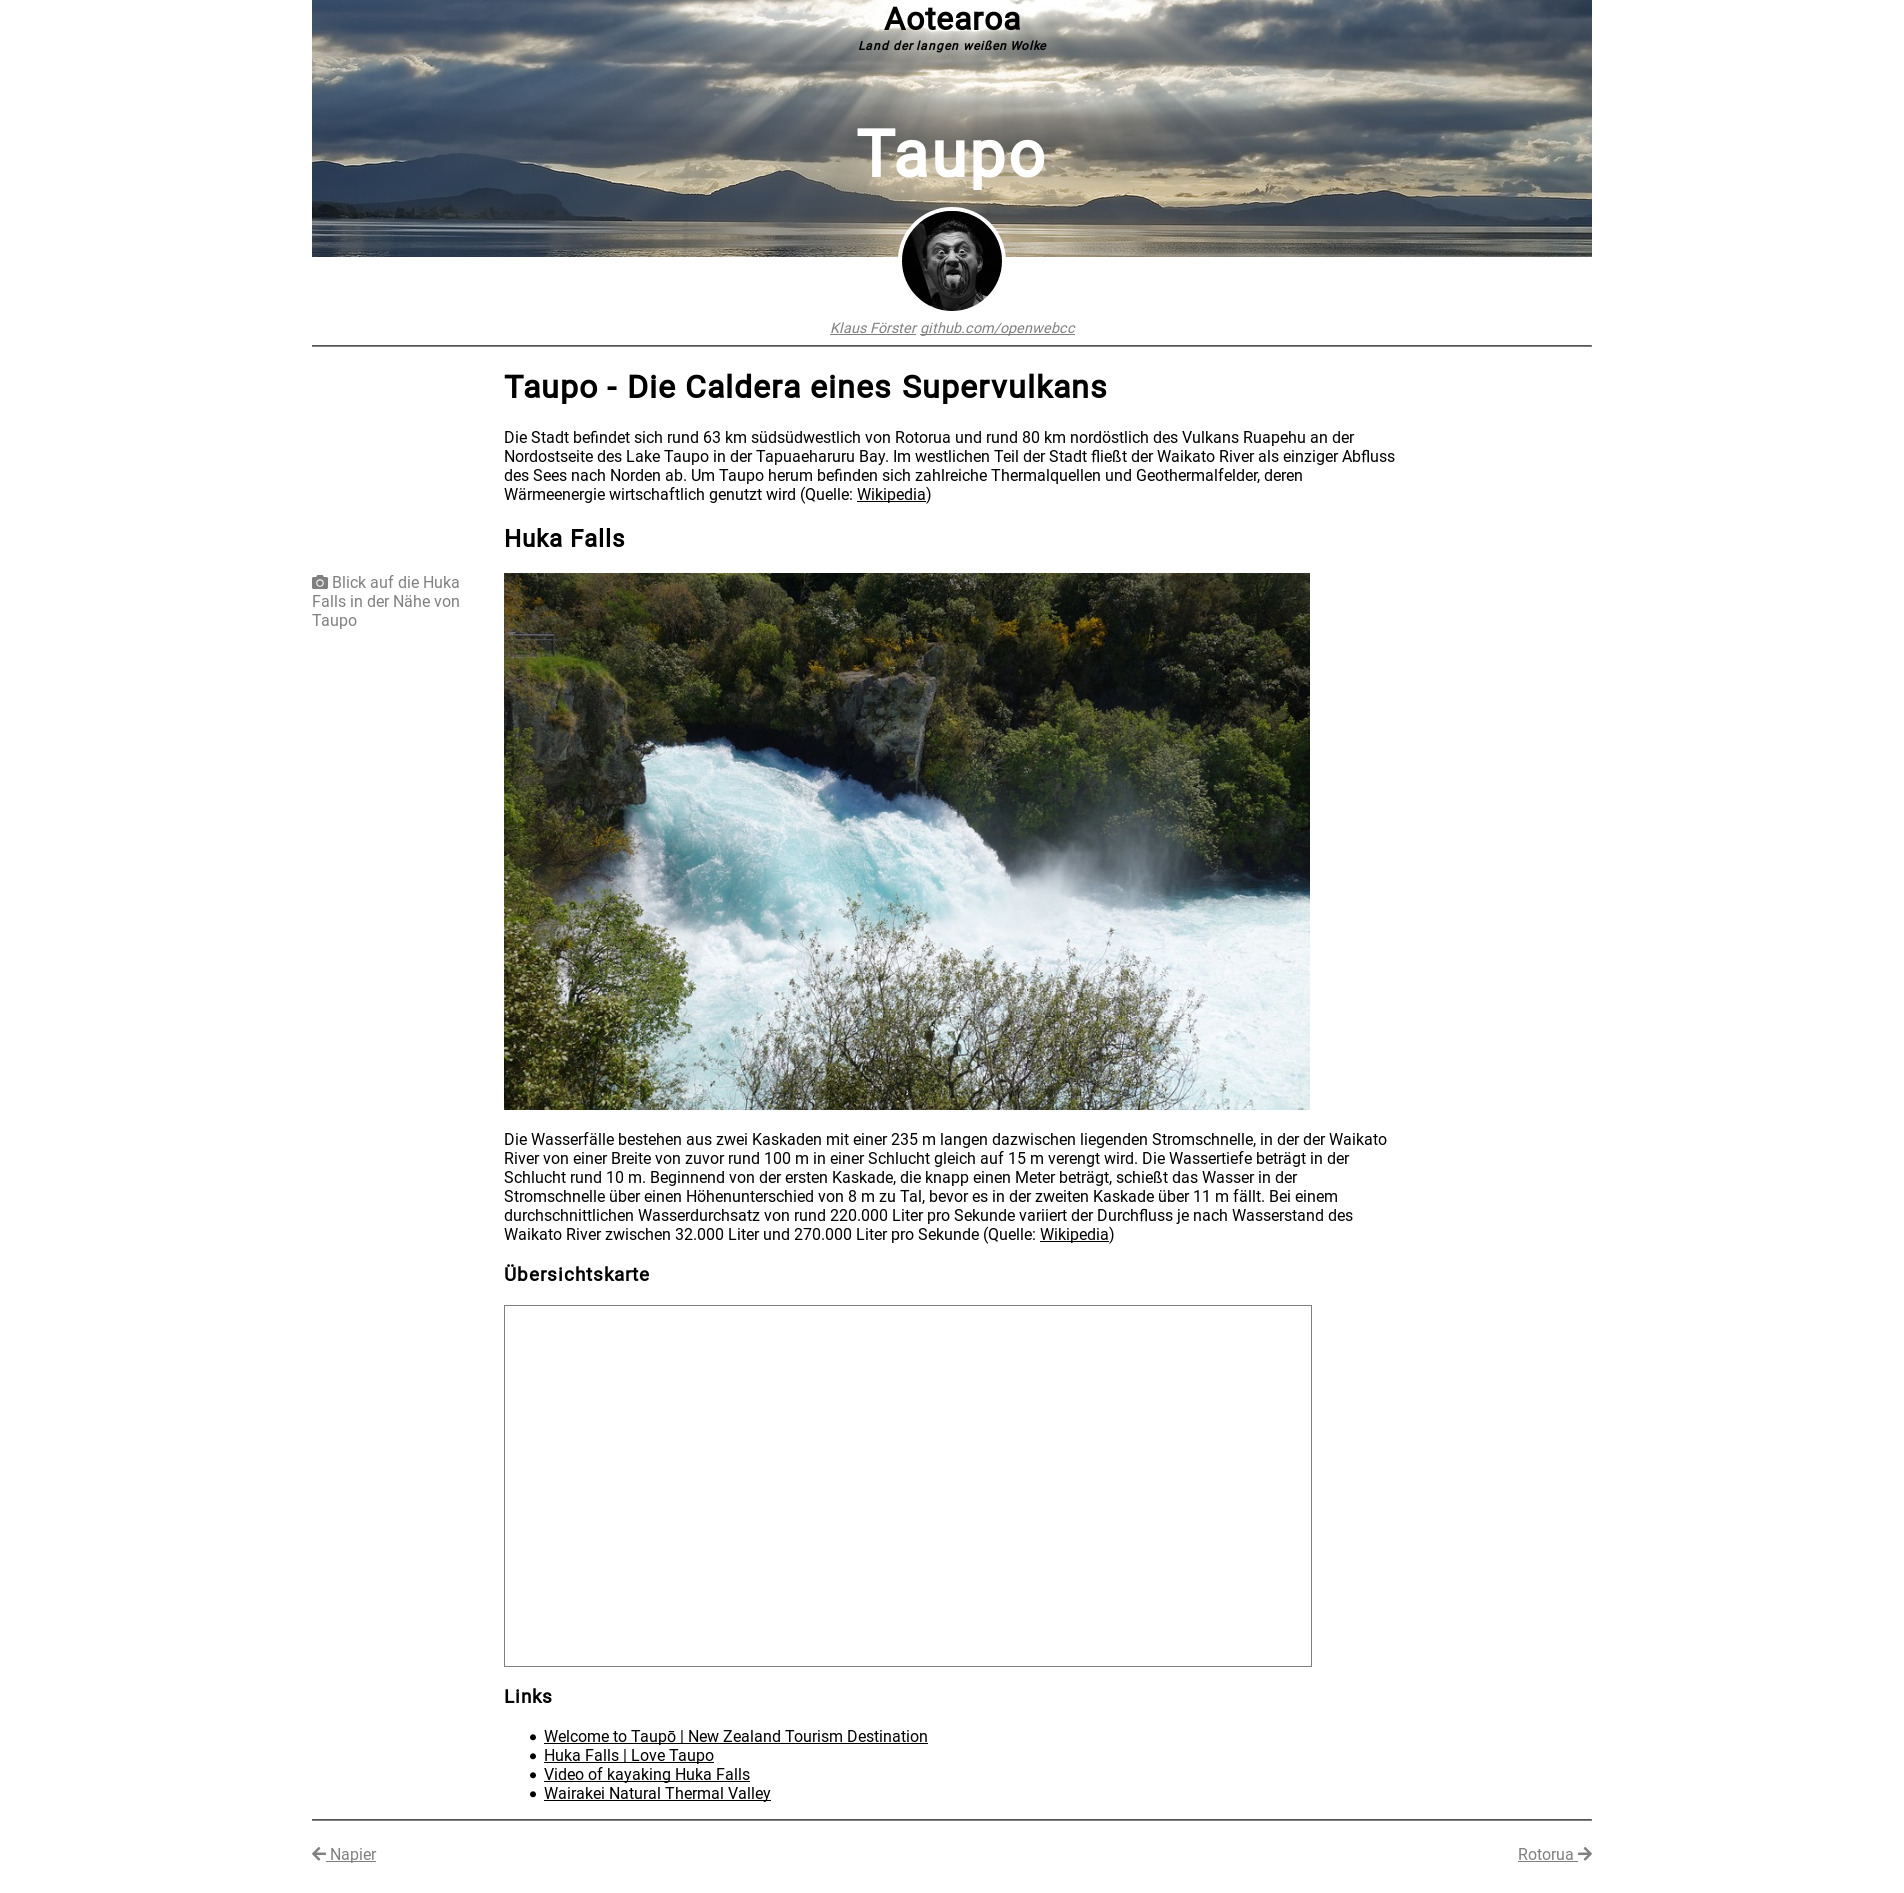 Aotearoa
Land der langen weißen Wolke
Taupo
Klaus Förster github.com/openwebcc
Taupo - Die Caldera eines Supervulkans
Die Stadt befindet sich rund 63 km südsüdwestlich von Rotorua und rund 80 km nordöstlich des Vulkans Ruapehu an der
Nordostseite des Lake Taupo in der Tapuaeharuru Bay. Im westlichen Teil der Stadt fließt der Waikato River als einziger Abfluss
des Sees nach Norden ab. Um Taupo herum befinden sich zahlreiche Thermalquellen und Geothermalfelder, deren
Wärmeenergie wirtschaftlich genutzt wird (Quelle: Wikipedia)
Huka Falls
Blick auf die Huka
Falls in der Nähe von
Taupo
Die Wasserfälle bestehen aus zwei Kaskaden mit einer 235 m langen dazwischen liegenden Stromschnelle, in der der Waikato
River von einer Breite von zuvor rund 100 m in einer Schlucht gleich auf 15 m verengt wird. Die Wassertiefe beträgt in der
Schlucht rund 10 m. Beginnend von der ersten Kaskade, die knapp einen Meter beträgt, schießt das Wasser in der
Stromschnelle über einen Höhenunterschied von 8 m zu Tal, bevor es in der zweiten Kaskade über 11 m fällt. Bei einem
durchschnittlichen Wasserdurchsatz von rund 220.000 Liter pro Sekunde variiert der Durchfluss je nach Wasserstand des
Waikato River zwischen 32.000 Liter und 270.000 Liter pro Sekunde (Quelle: Wikipedia)
Übersichtskarte
Links
Welcome to Taupō | New Zealand Tourism Destination
Huka Falls | Love Taupo
Video of kayaking Huka Falls
Wairakei Natural Thermal Valley
Napier
Rotorua